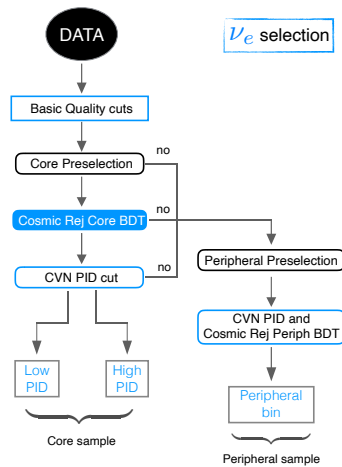 DATA
νe selection
Basic Quality cuts
Core Preselection
no
Cosmic Rej Core BDT
no
CVN PID cut
no
Peripheral Preselection
CVN PID and
Cosmic Rej Periph BDT
Low
PID
High
PID
Peripheral
bin
Core sample
Peripheral sample